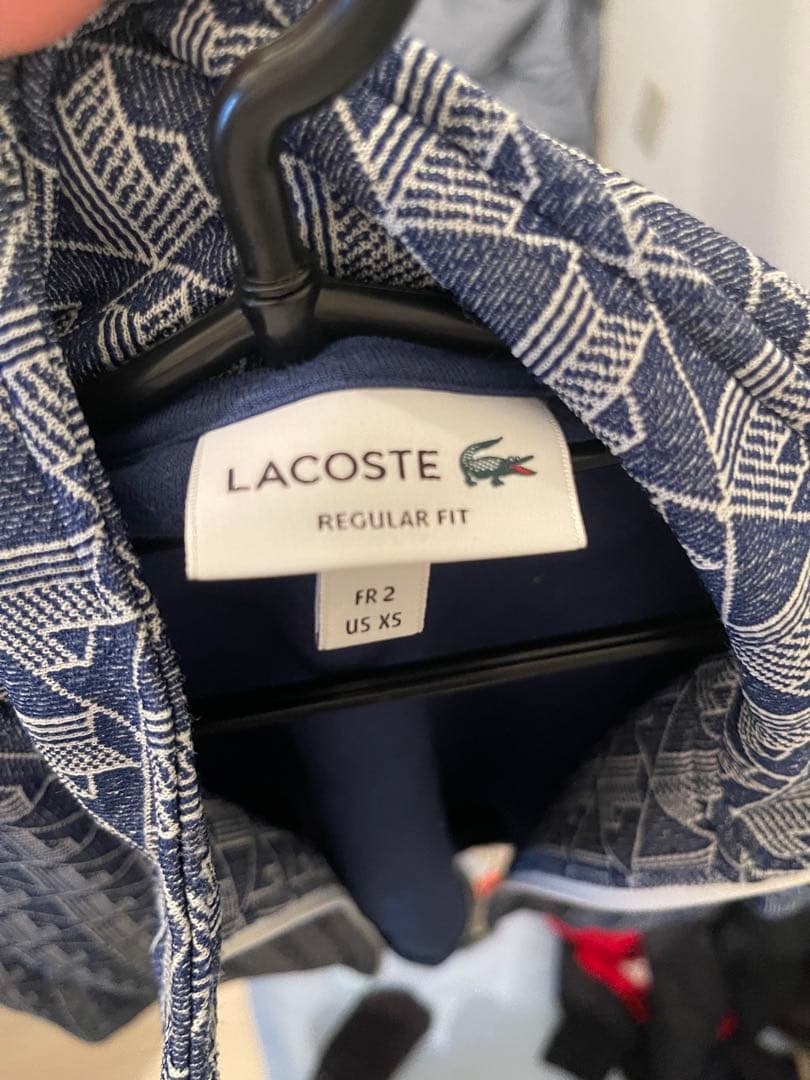 LACOSTE
REGULAR FIT
FR 2
US XS